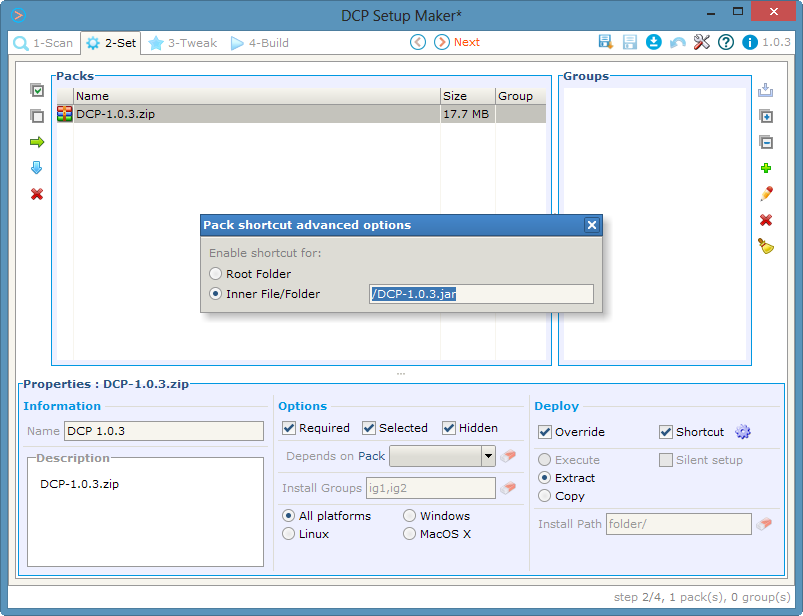 DCP Setup Maker*
1-Scan 2-Set 3-Tweak 4-Build Next 1.0.3
Packs Groups
Name Size Group
DCP-1.0.3.zip 17.7 MB
Pack shortcut advanced options
Enable shortcut for:
Root Folder
Inner File/Folder /DCP-1.0.3.jar
Properties : DCP-1.0.3.zip
Information Options Deploy
Name DCP 1.0.3 Required Selected Hidden Override Shortcut
Description Depends on Pack Execute Silent setup
DCP-1.0.3.zip Install Groups ig1,ig2 Extract
Copy
All platforms Windows Install Path folder/
Linux MacOS X
step 2/4, 1 pack(s), 0 group(s)